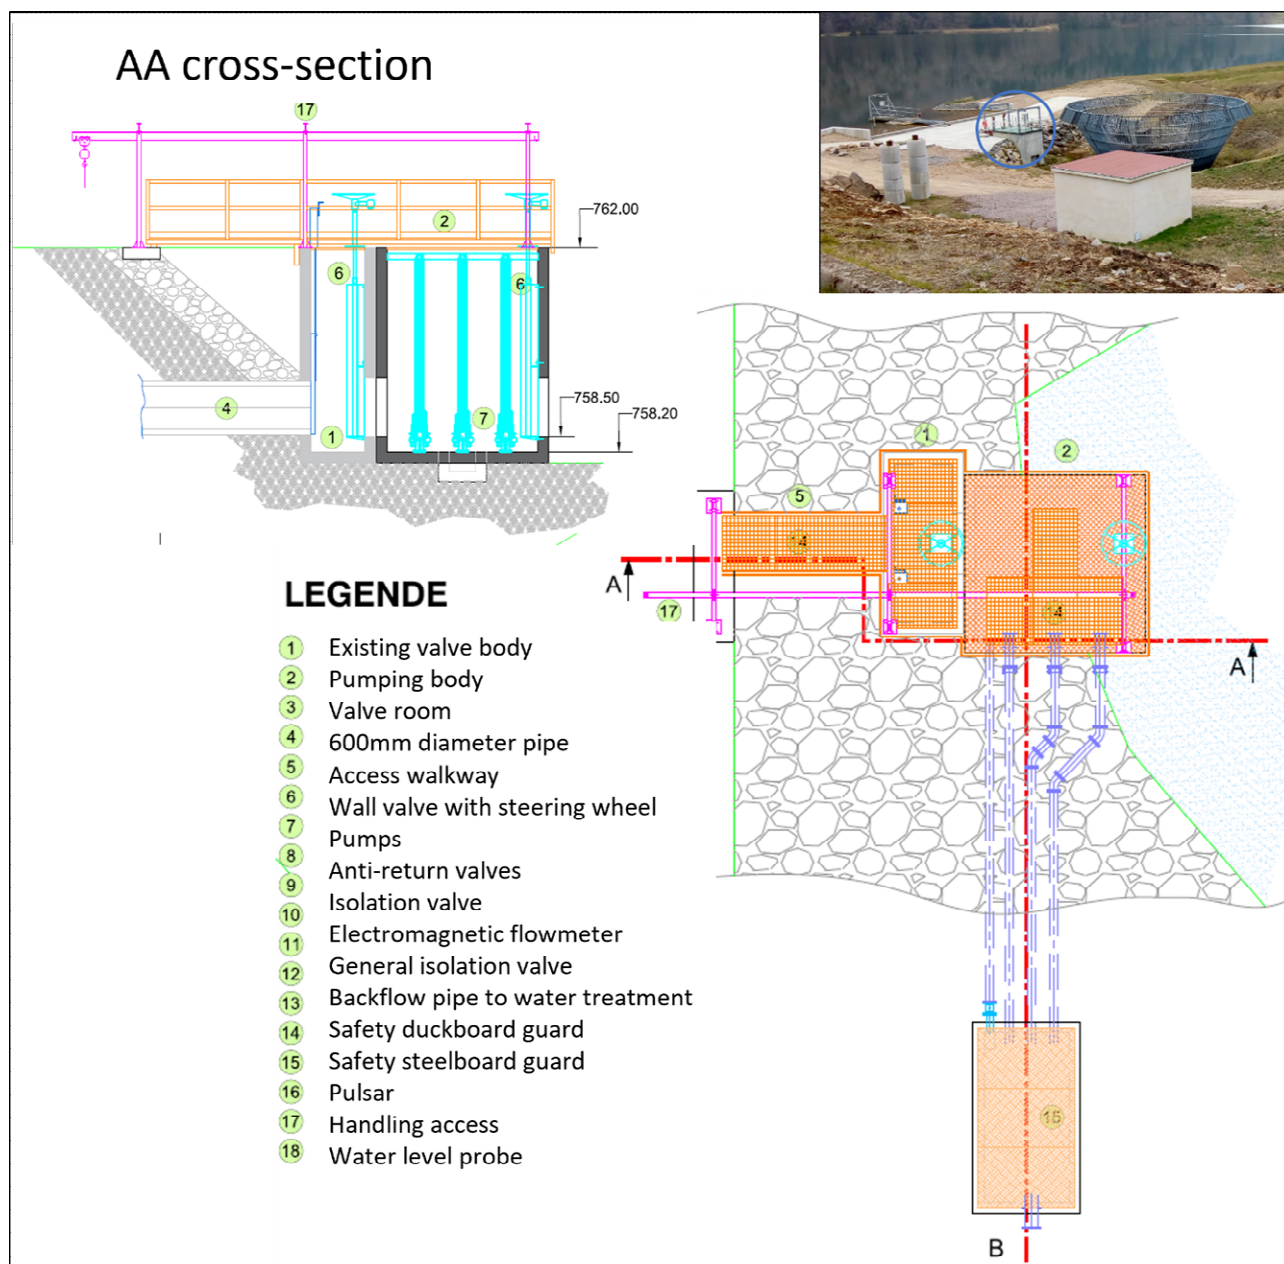 AA cross-section
17
762.00
2
6
6
758.50
758.20
4
7
1
1
2
5
14
A
17
14
A
LEGENDE
1 Existing valve body
2 Pumping body
3 Valve room
4 600mm diameter pipe
5 Access walkway
6 Wall valve with steering wheel
7 Pumps
8 Anti-return valves
9 Isolation valve
10 Electromagnetic flowmeter
11 General isolation valve
12 Backflow pipe to water treatment
13 Safety duckboard guard
14 Safety steelboard guard
15 Pulsar
16 Handling access
17 Water level probe
18
15
B